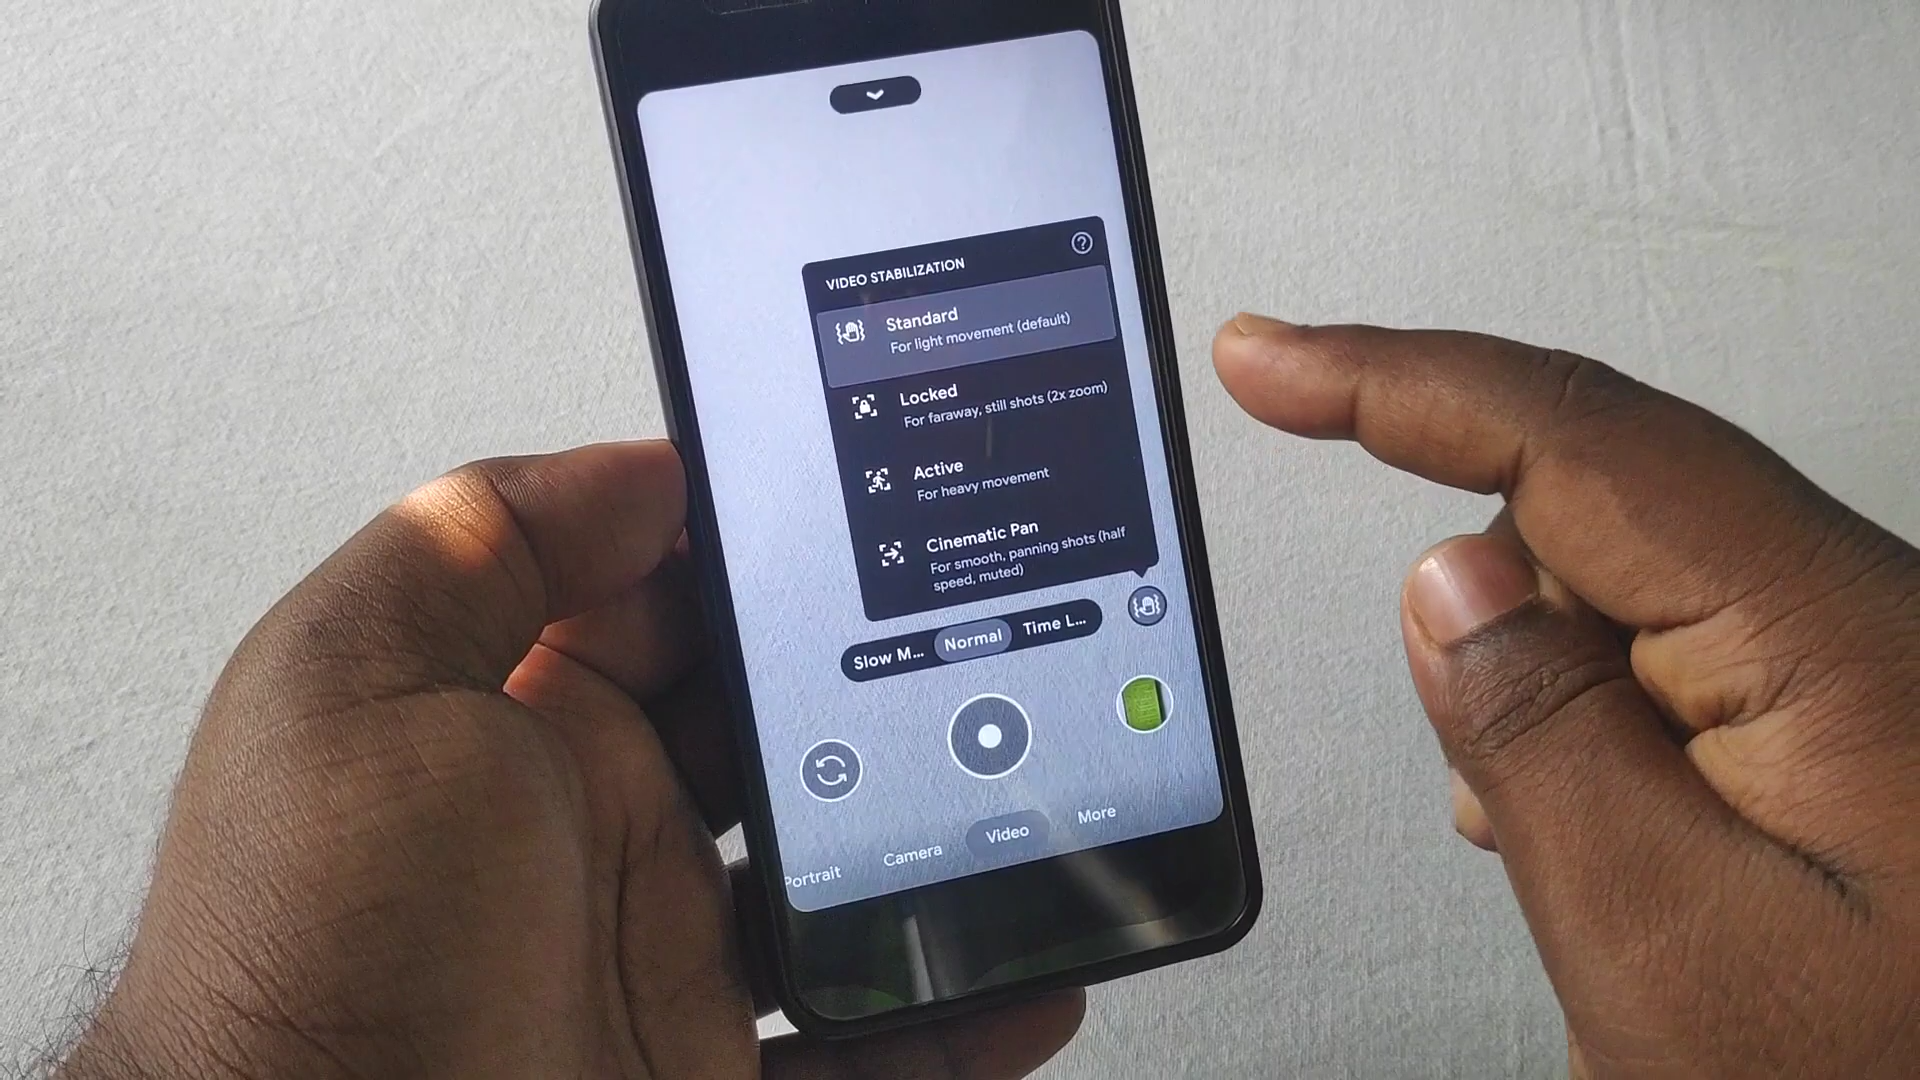 VIDEO STABILIZATION
Standard
For light movement (default)
Locked
For faraway, still shots (2x zoom)
Active
For heavy movement
Cinematic Pan
For smooth, panning shots (half
speed, muted)
Slow M... Normal Time L...
Portrait Camera Video More